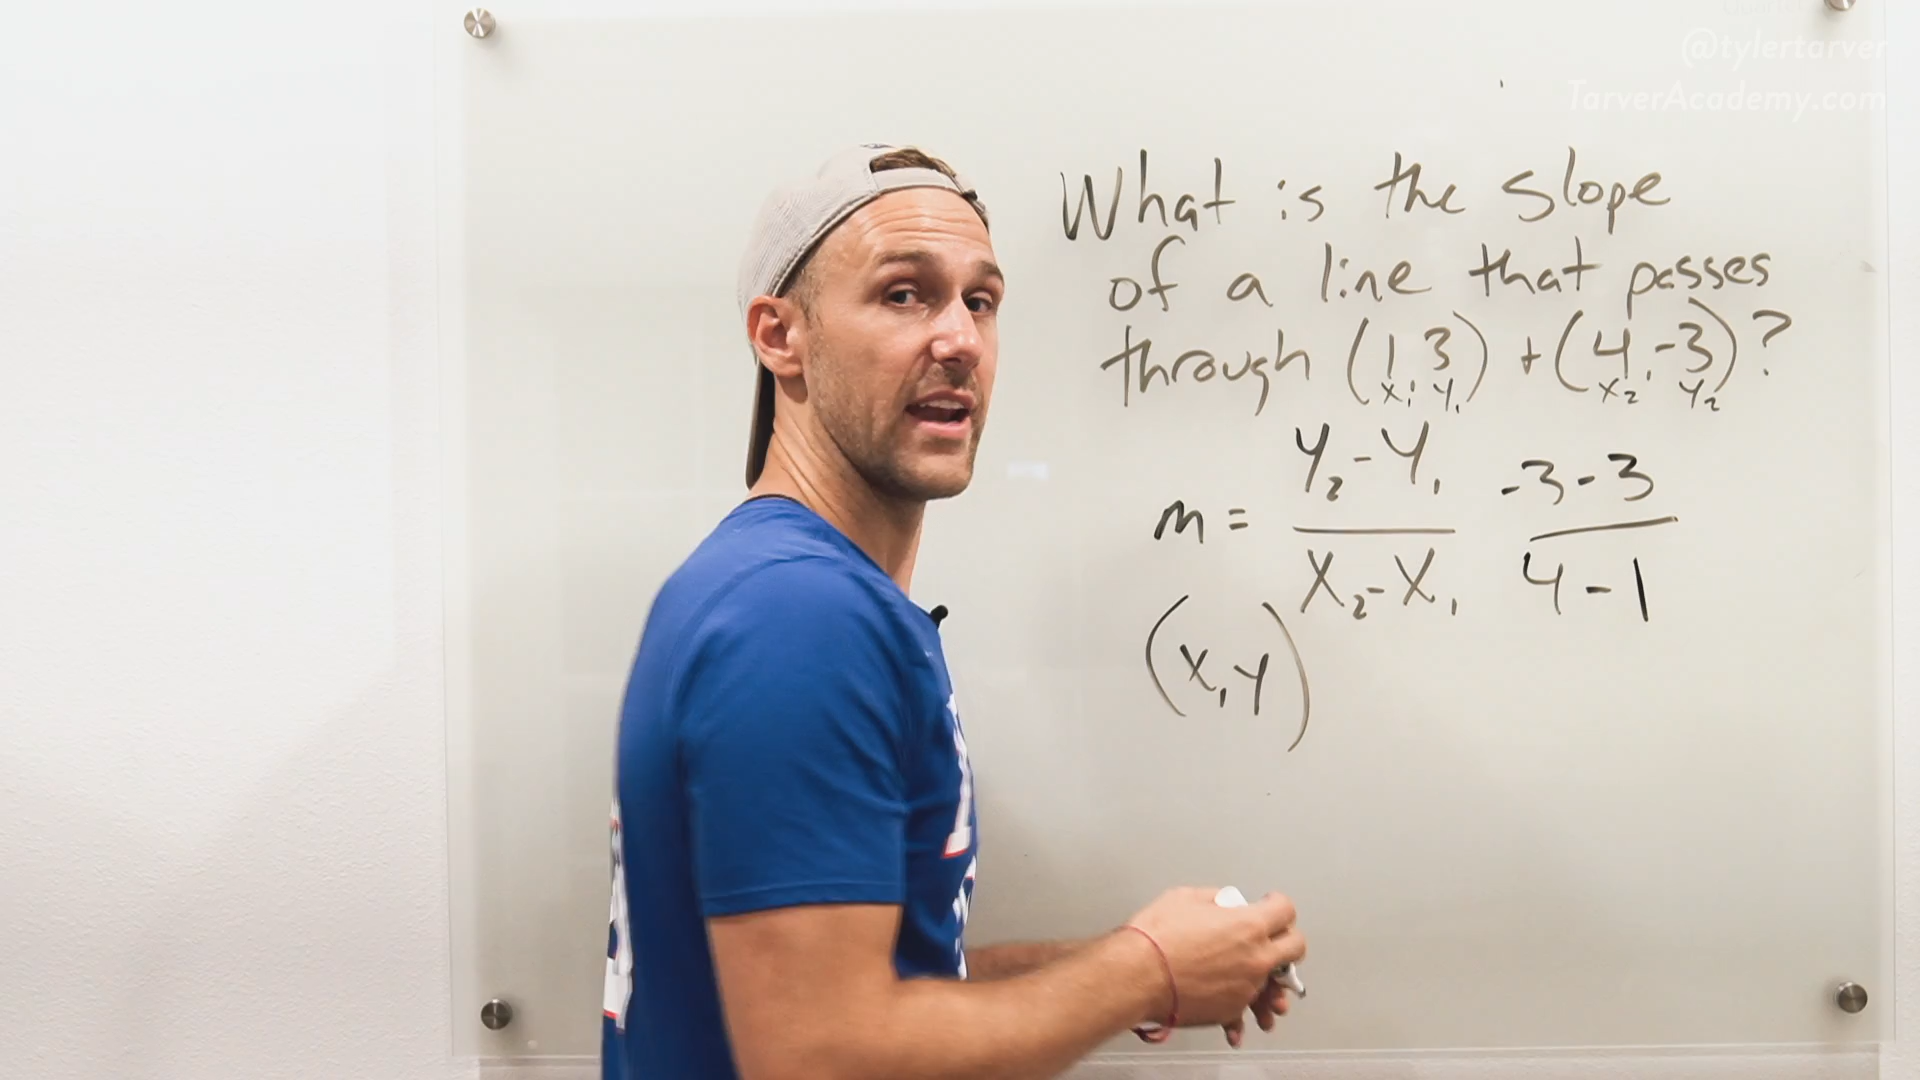 @tylertarver
TarverAcademy.com
What is the slope
of a line that passes
through (1, 3) + (4, -3)?
x₁ y₁ x₂ y₂
m = y₂-y₁ / x₂-x₁ -3-3 / 4-1
(x, y)